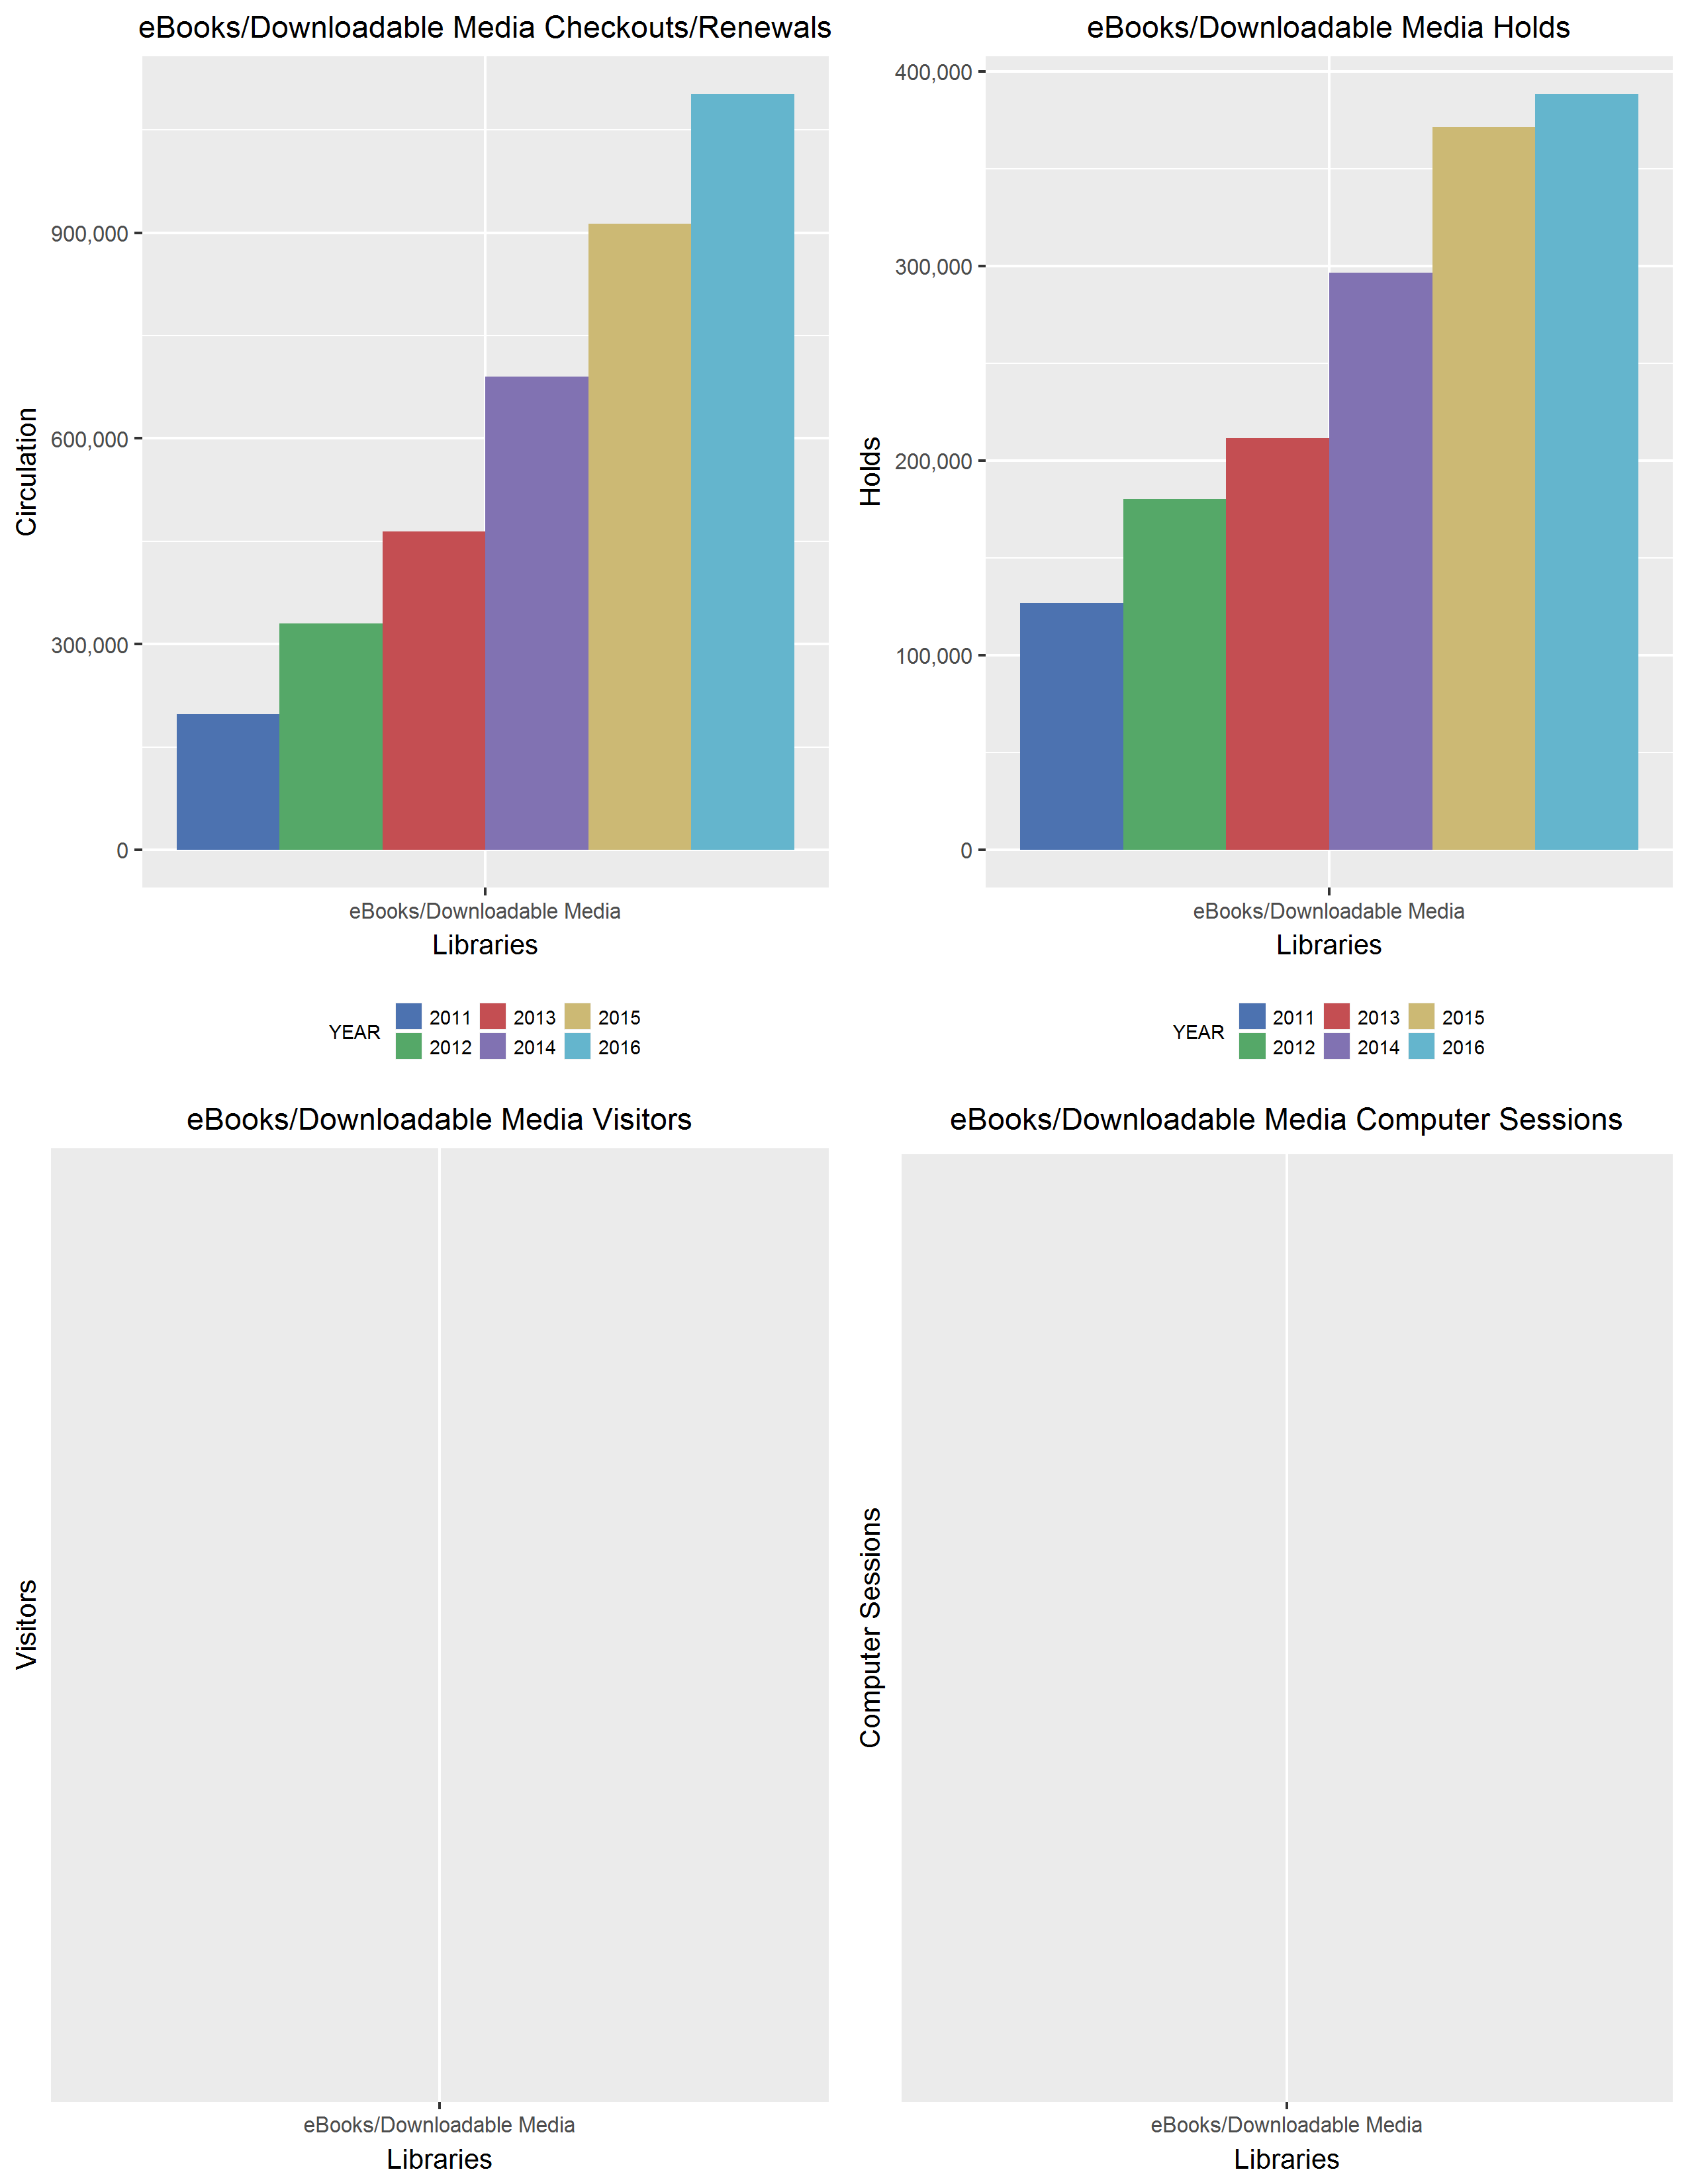 eBooks/Downloadable Media Checkouts/Renewals
Circulation
900,000
600,000
300,000
0
eBooks/Downloadable Media
Libraries
YEAR
2011 2013 2015
2012 2014 2016
eBooks/Downloadable Media Holds
Holds
400,000
300,000
200,000
100,000
0
eBooks/Downloadable Media
Libraries
YEAR
2011 2013 2015
2012 2014 2016
eBooks/Downloadable Media Visitors
Visitors
eBooks/Downloadable Media
Libraries
eBooks/Downloadable Media Computer Sessions
Computer Sessions
eBooks/Downloadable Media
Libraries